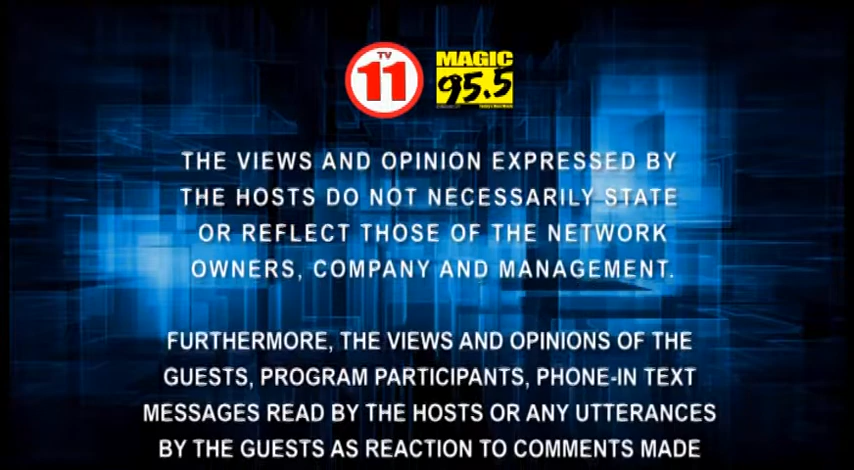 TV
11
MAGIC
95.5
THE VIEWS AND OPINION EXPRESSED BY
THE HOSTS DO NOT NECESSARILY STATE
OR REFLECT THOSE OF THE NETWORK
OWNERS, COMPANY AND MANAGEMENT.
FURTHERMORE, THE VIEWS AND OPINIONS OF THE
GUESTS, PROGRAM PARTICIPANTS, PHONE-IN TEXT
MESSAGES READ BY THE HOSTS OR ANY UTTERANCES
BY THE GUESTS AS REACTION TO COMMENTS MADE